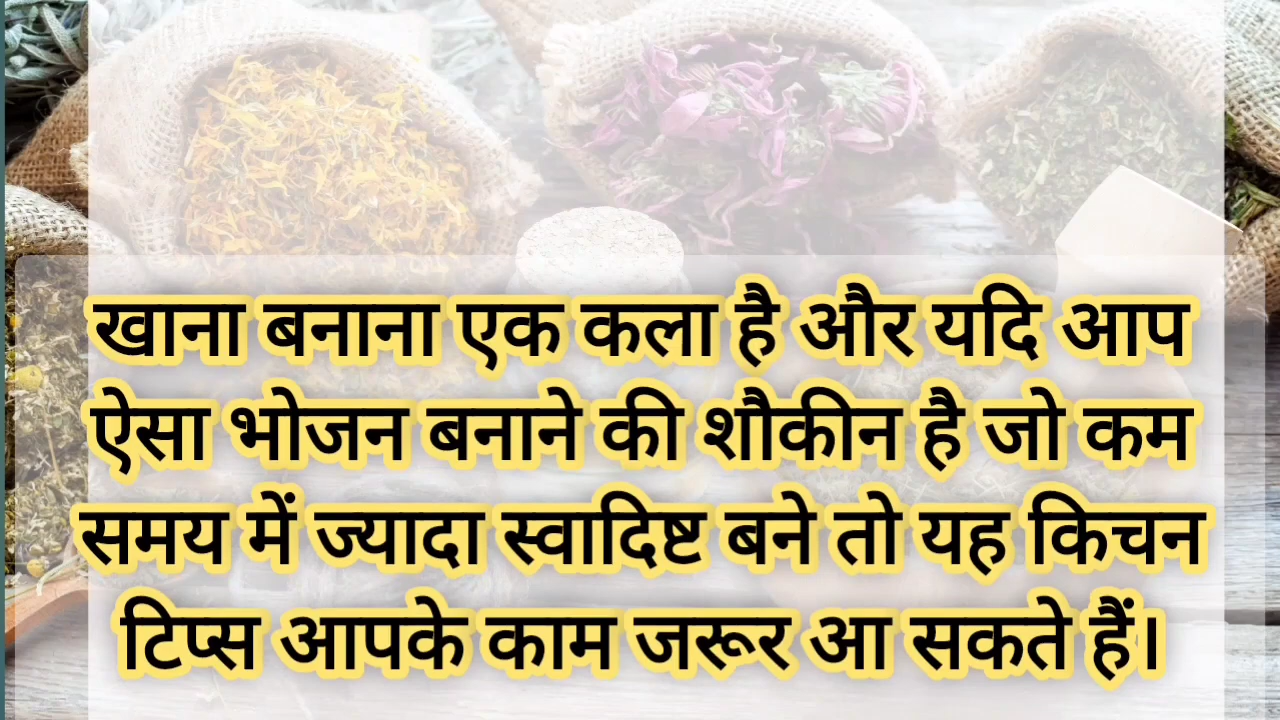 खाना बनाना एक कला है और यदि आप
ऐसा भोजन बनाने की शौकीन है जो कम
समय में ज्यादा स्वादिष्ट बने तो यह किचन
टिप्स आपके काम जरूर आ सकते हैं।